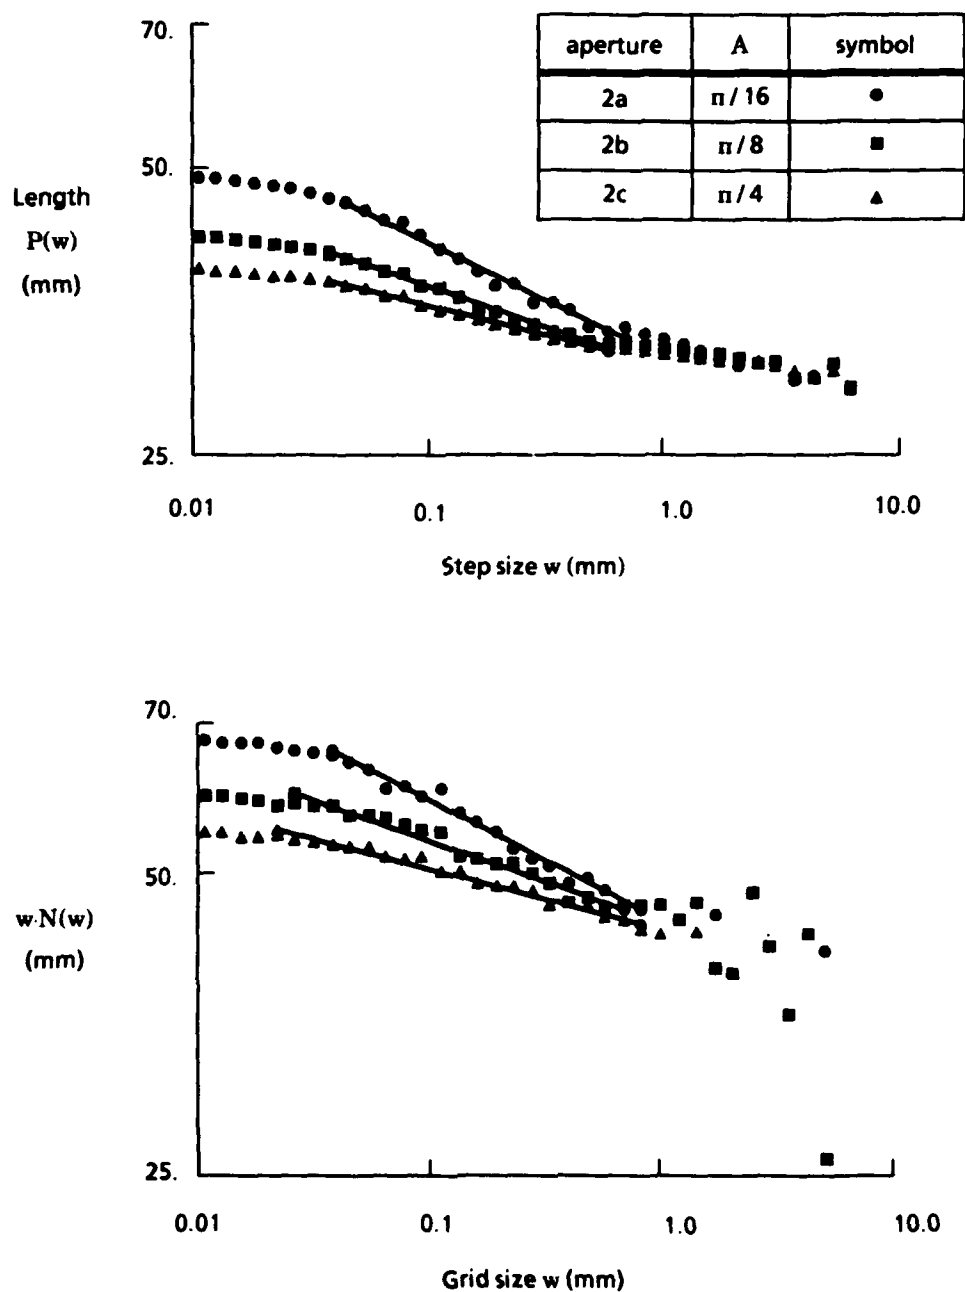 70.
aperture A symbol
2a π / 16 ●
2b π / 8 ■
2c π / 4 ▲
50.
Length
P(w)
(mm)
25.
0.01 0.1 1.0 10.0
Step size w (mm)
70.
50.
w·N(w)
(mm)
25.
0.01 0.1 1.0 10.0
Grid size w (mm)